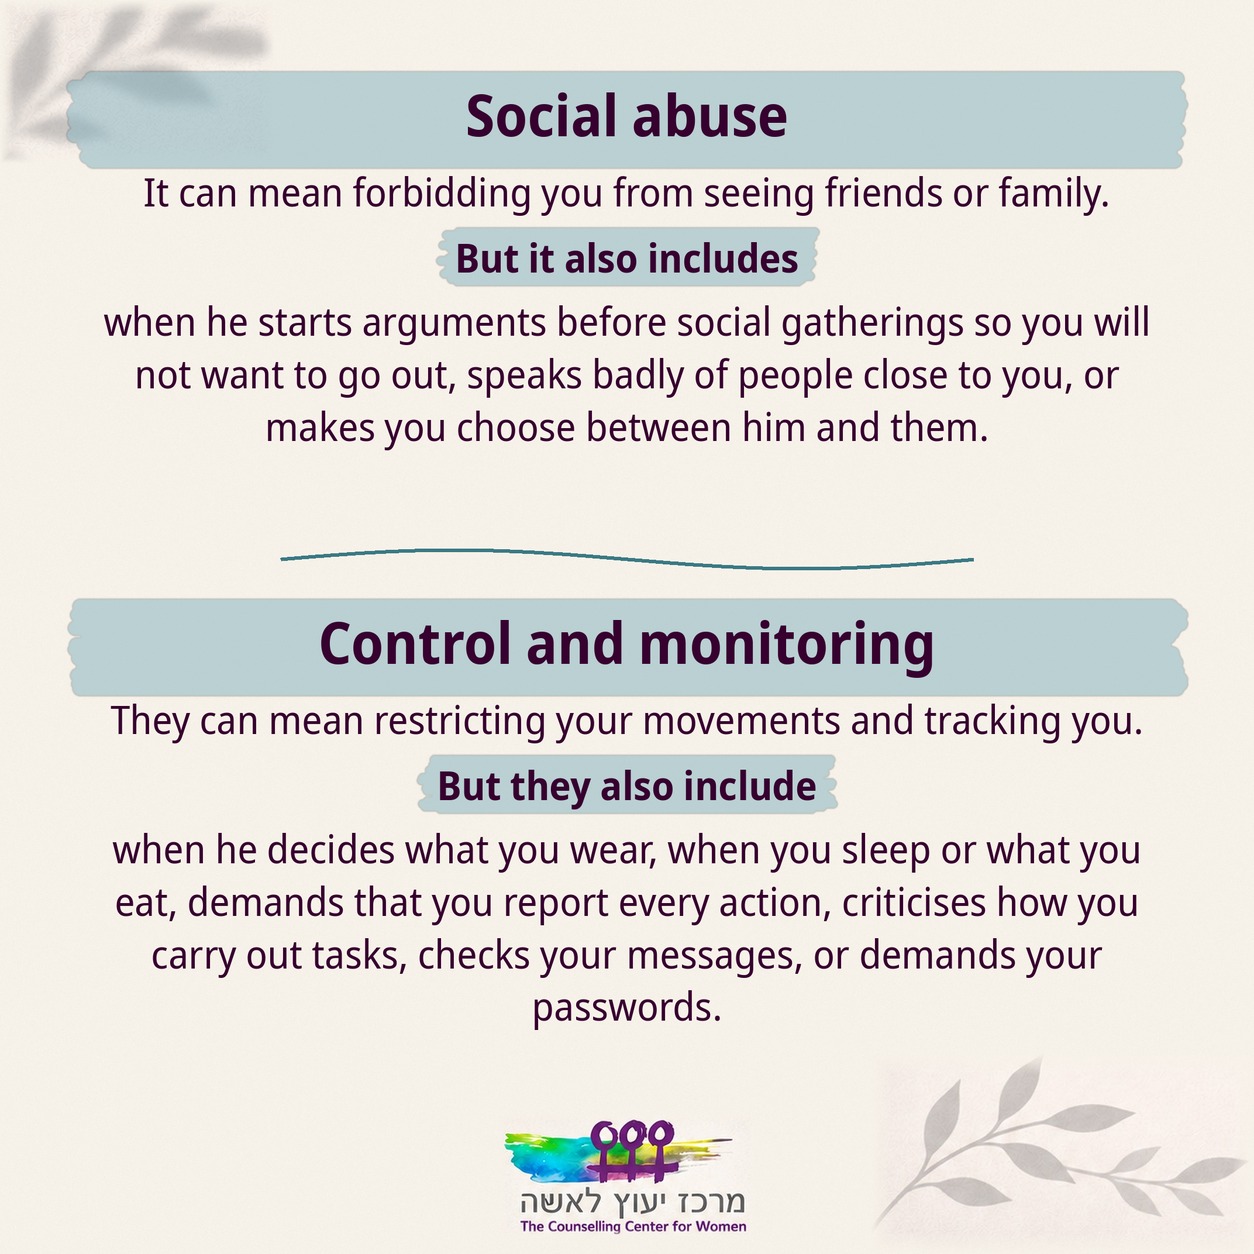 Social abuse
It can mean forbidding you from seeing friends or family.
But it also includes
when he starts arguments before social gatherings so you will
not want to go out, speaks badly of people close to you, or
makes you choose between him and them.
Control and monitoring
They can mean restricting your movements and tracking you.
But they also include
when he decides what you wear, when you sleep or what you
eat, demands that you report every action, criticises how you
carry out tasks, checks your messages, or demands your
passwords.
מרכז יעוץ לאשה
The Counselling Center for Women